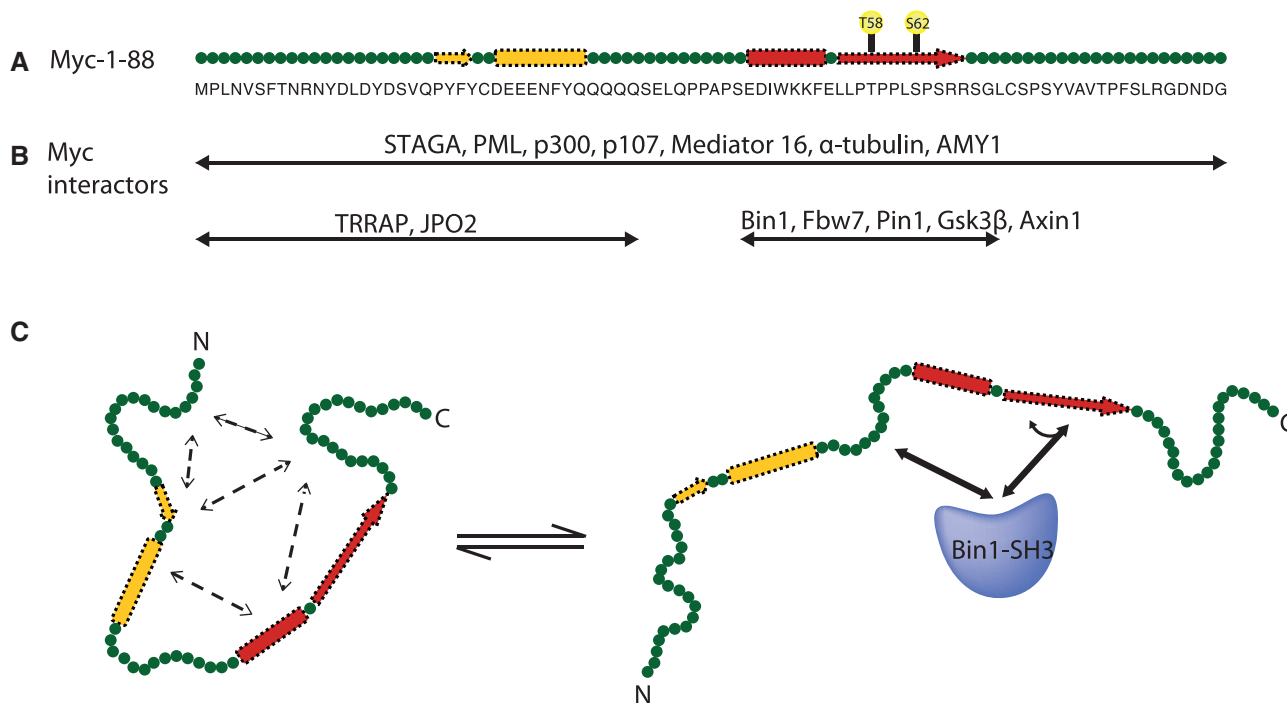 T58 S62
A Myc-1-88
MPLNVSFTNRNYDLDYDSVQPYFYCDEEENFYQQQQQSELQPPAPSEDIWKKFELLPTPPLSPSRRSGLCSPSYVAVTPFSLRGDNDG
B Myc
interactors
STAGA, PML, p300, p107, Mediator 16, α-tubulin, AMY1
TRRAP, JPO2
Bin1, Fbw7, Pin1, Gsk3β, Axin1
C
N
C
C
Bin1-SH3
N